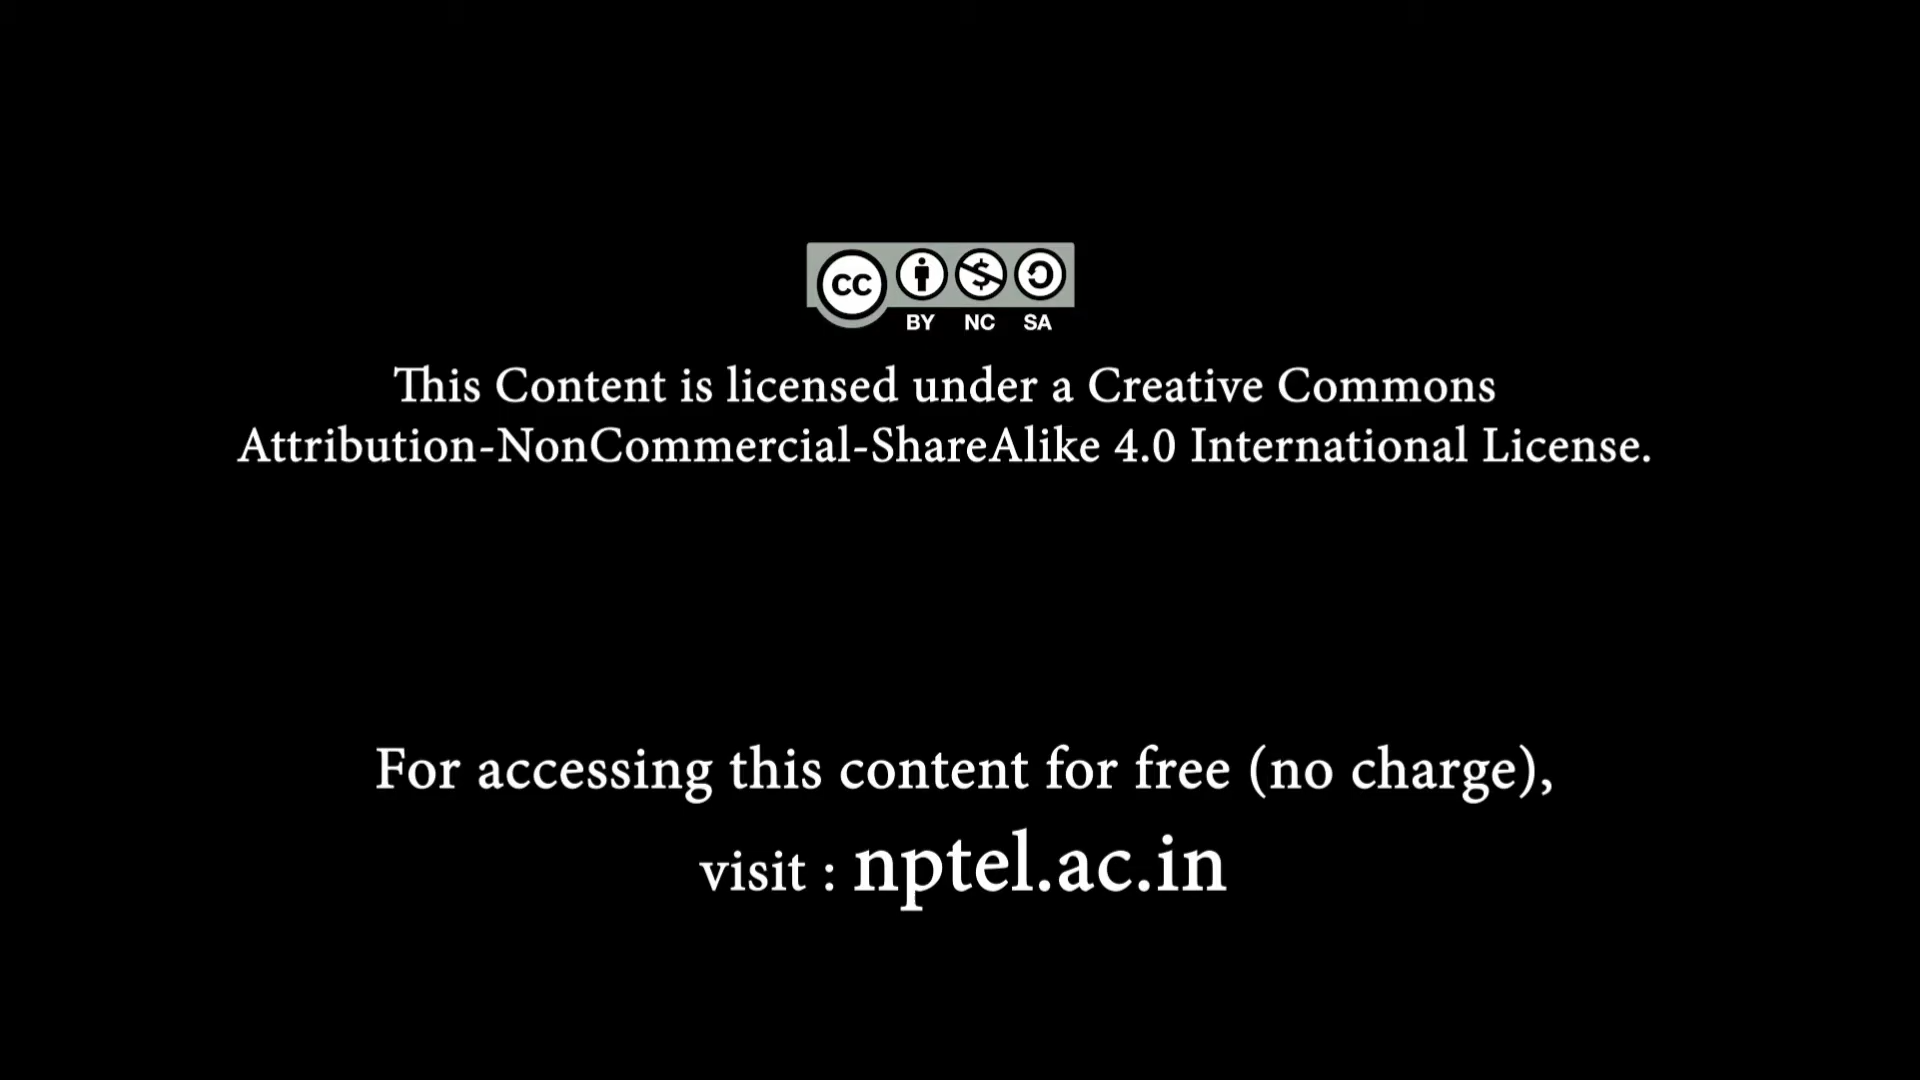 cc BY NC SA
This Content is licensed under a Creative Commons
Attribution-NonCommercial-ShareAlike 4.0 International License.
For accessing this content for free (no charge),
visit : nptel.ac.in